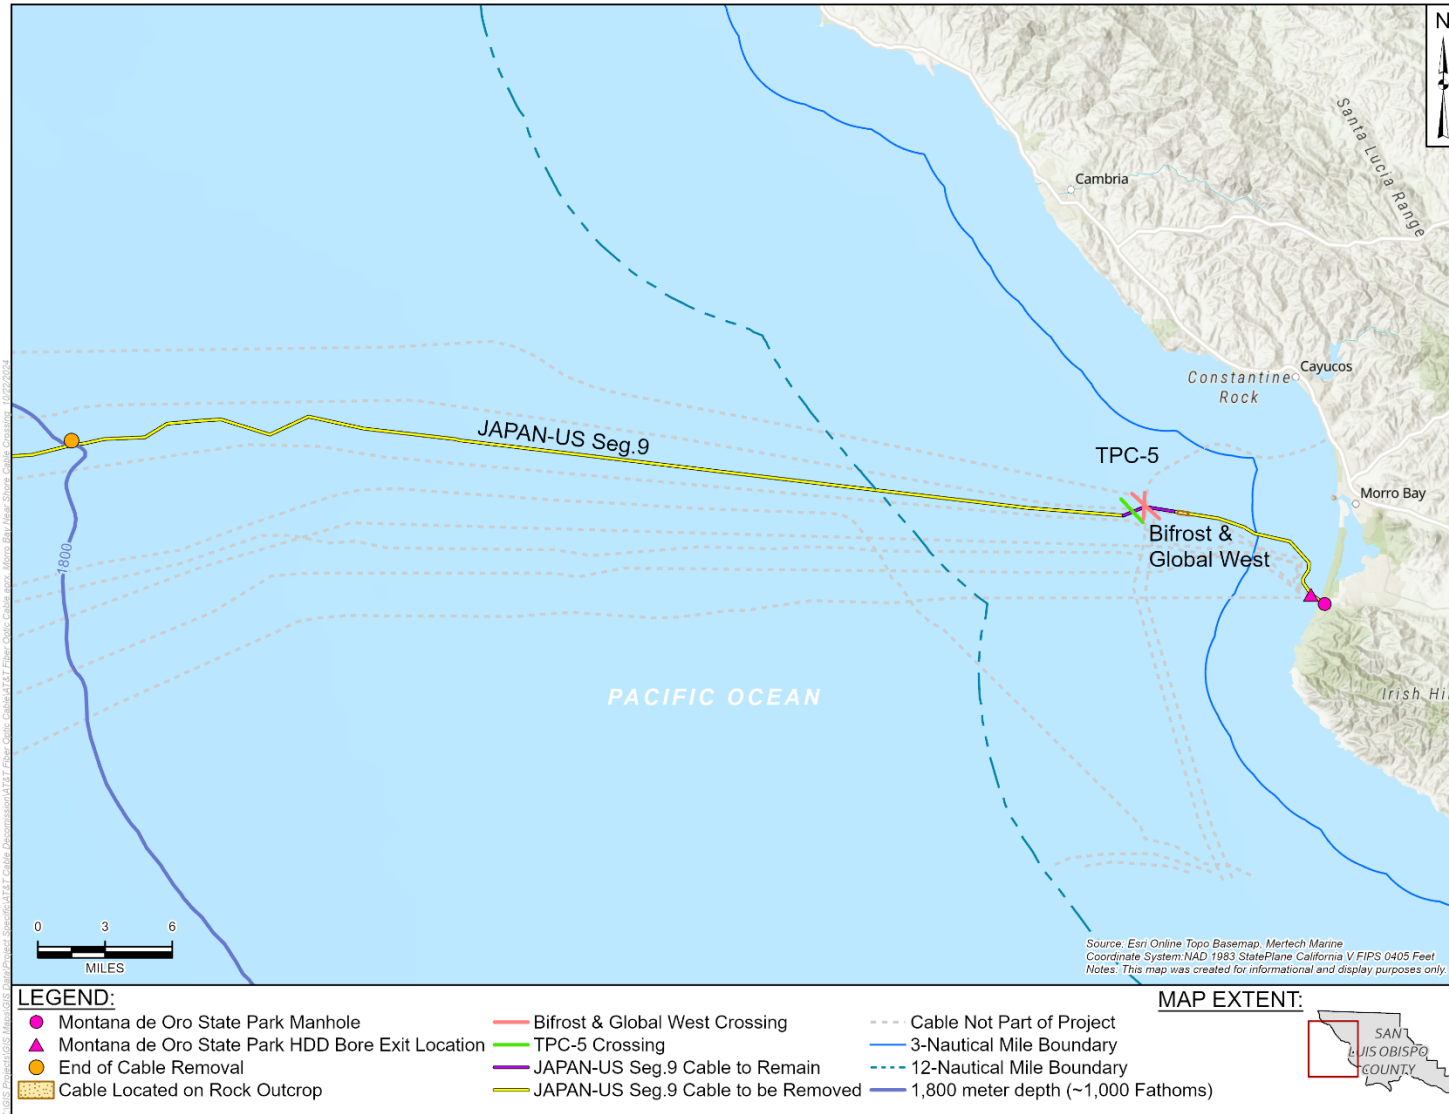 N
Santa Lucia Range
Cambria
Cayucos
Constantine
Rock
JAPAN-US Seg.9
TPC-5
Morro Bay
Bifrost &
Global West
1800
PACIFIC OCEAN
Irish Hil
0 3 6
MILES
Source: Esri Online Topo Basemap, Mertech Marine
Coordinate System:NAD 1983 StatePlane California V FIPS 0405 Feet
Notes: This map was created for informational and display purposes only.
LEGEND:
Montana de Oro State Park Manhole
Montana de Oro State Park HDD Bore Exit Location
End of Cable Removal
Cable Located on Rock Outcrop
Bifrost & Global West Crossing
TPC-5 Crossing
JAPAN-US Seg.9 Cable to Remain
JAPAN-US Seg.9 Cable to be Removed
Cable Not Part of Project
3-Nautical Mile Boundary
12-Nautical Mile Boundary
1,800 meter depth (~1,000 Fathoms)
MAP EXTENT:
SAN
LUIS OBISPO
COUNTY